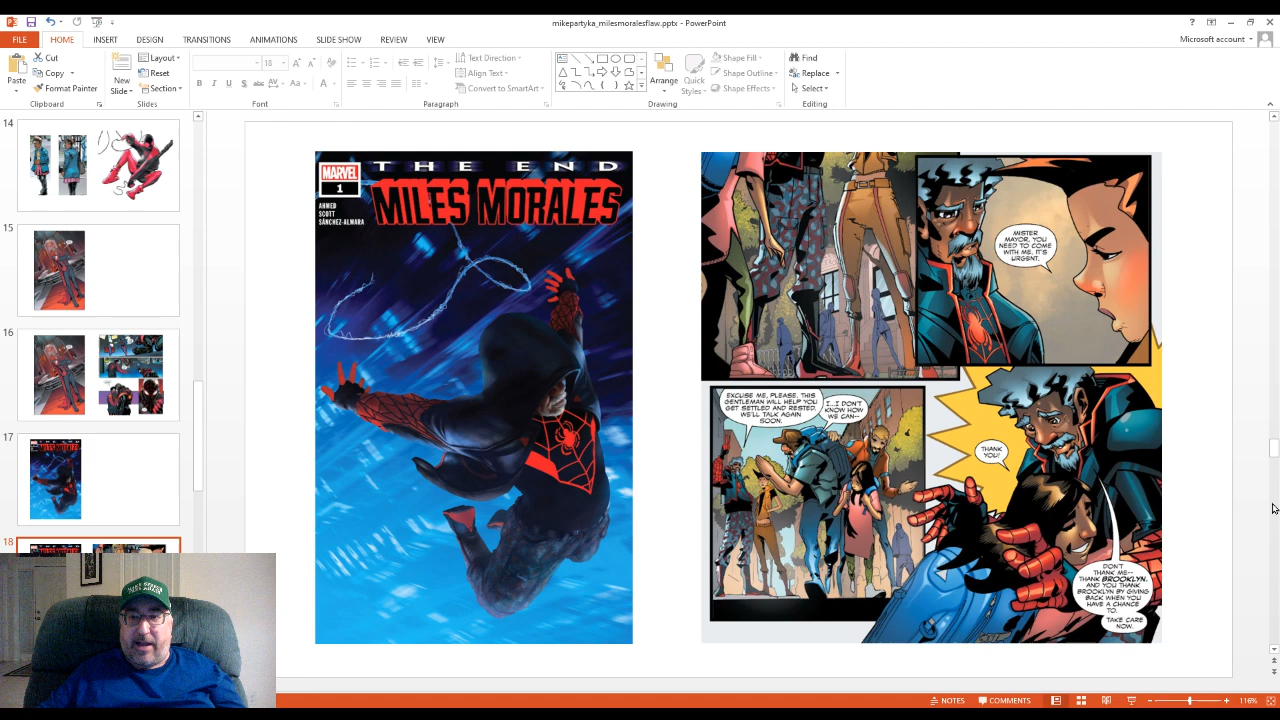 mikepartyka_milesmoralesflaw.pptx - PowerPoint
FILE HOME INSERT DESIGN TRANSITIONS ANIMATIONS SLIDE SHOW REVIEW VIEW
Microsoft account
Paste
Cut
Copy
Format Painter
Clipboard
New
Slide
Layout
Reset
Section
Slides
18
B I U S abc AV Aa A
Font
Text Direction
Align Text
Convert to SmartArt
Paragraph
Arrange
Quick
Styles
Shape Fill
Shape Outline
Shape Effects
Drawing
Find
Replace
Select
Editing
14
15
16
17
18
THE END
MARVEL
1
MILES MORALES
AHMED
SCOTT
SÁNCHEZ-ALMARA
MISTER
MAYOR, YOU
NEED TO COME
WITH ME, IT'S
URGENT.
EXCUSE ME, PLEASE. THIS
GENTLEMAN WILL HELP YOU
GET SETTLED AND RESTED.
WE'LL TALK AGAIN
SOON.
I...I DON'T
KNOW HOW
WE CAN--
THANK
YOU!
DON'T
THANK ME--
THANK BROOKLYN.
AND YOU THANK
BROOKLYN BY GIVING
BACK WHEN YOU
HAVE A CHANCE
TO.
TAKE CARE
NOW.
NOTES COMMENTS 116%